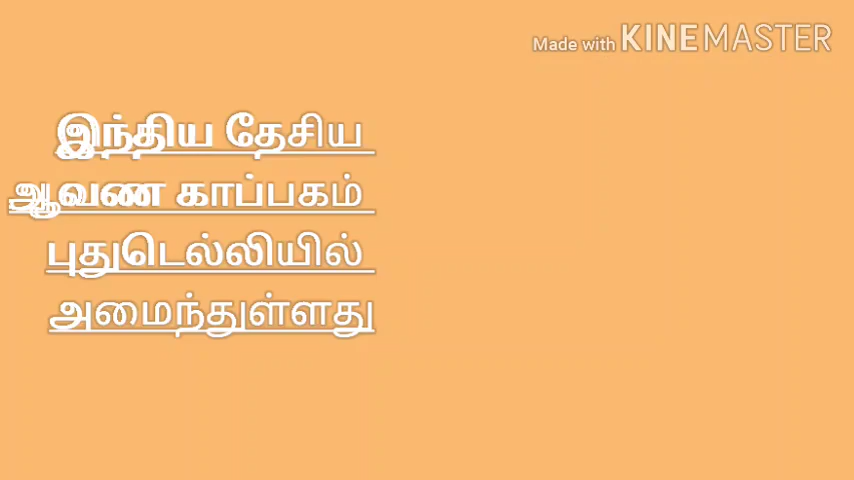 Made with KINEMASTER
இந்திய தேசிய
ஆவண காப்பகம்
புதுடெல்லியில்
அமைந்துள்ளது